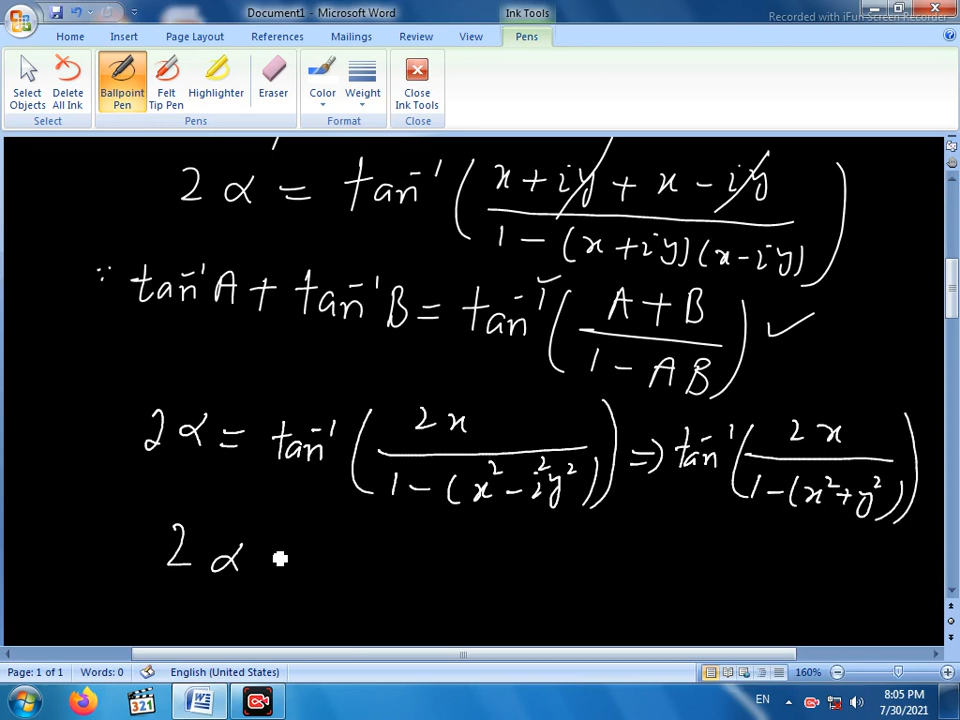 Document1 - Microsoft Word
Ink Tools
Recorded with iFun Screen Recorder
Home Insert Page Layout References Mailings Review View Pens
Select Objects
Delete All Ink
Ballpoint Pen
Felt Tip Pen
Highlighter
Eraser
Color
Weight
Close Ink Tools
Select Pens Format Close
2α = tan⁻¹((x+iy + x-iy)/(1-(x+iy)(x-iy)))
∵ tan⁻¹A + tan⁻¹B = tan⁻¹((A+B)/(1-AB)) ✓
2α = tan⁻¹(2x/(1-(x²-i²y²))) ⇒ tan⁻¹(2x/(1-(x²+y²)))
2α
Page: 1 of 1 Words: 0 English (United States) 160%
321
EN
8:05 PM
7/30/2021